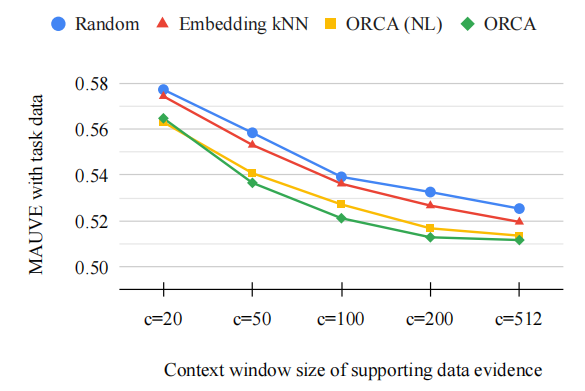 Random Embedding kNN ORCA (NL) ORCA
MAUVE with task data
0.58
0.56
0.54
0.52
0.50
c=20 c=50 c=100 c=200 c=512
Context window size of supporting data evidence